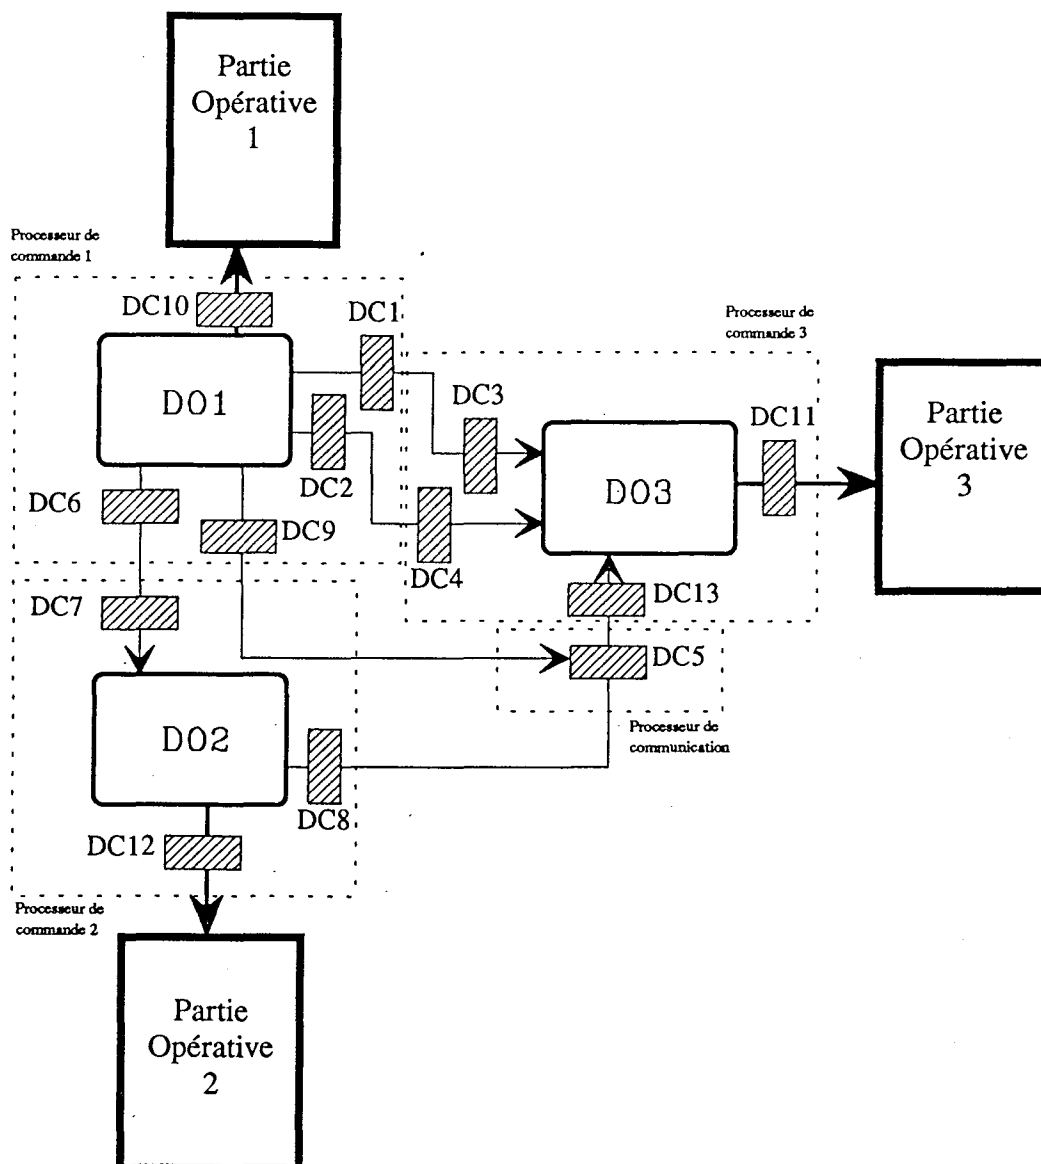 Partie
Opérative
1
Processeur de
commande 1
DC10
DC1
Processeur de
commande 3
DC3
DO1
DC2
DC11
Partie
Opérative
3
DO3
DC6
DC9
DC4
DC7
DC13
DC5
Processeur de
communication
DO2
DC8
DC12
Processeur de
commande 2
Partie
Opérative
2